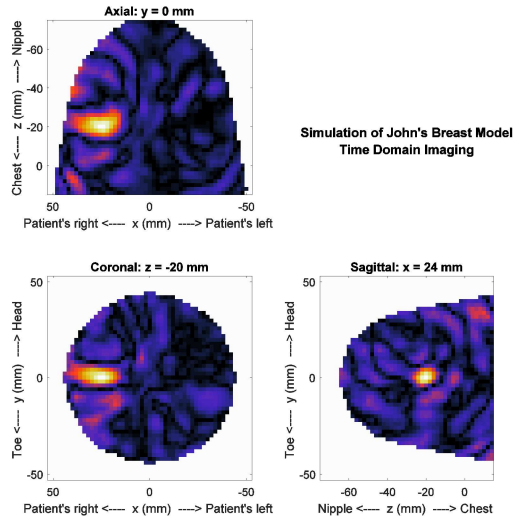 Axial: y = 0 mm
-60
-40
-20
0
Chest <---- z (mm) ----> Nipple
50
0
-50
Patient's right <---- x (mm) ----> Patient's left
Simulation of John's Breast Model
Time Domain Imaging
Coronal: z = -20 mm
50
0
-50
Toe <---- y (mm) ----> Head
50
0
-50
Patient's right <---- x (mm) ----> Patient's left
Sagittal: x = 24 mm
50
0
-50
Toe <---- y (mm) ----> Head
-60
-40
-20
0
Nipple <---- z (mm) ----> Chest